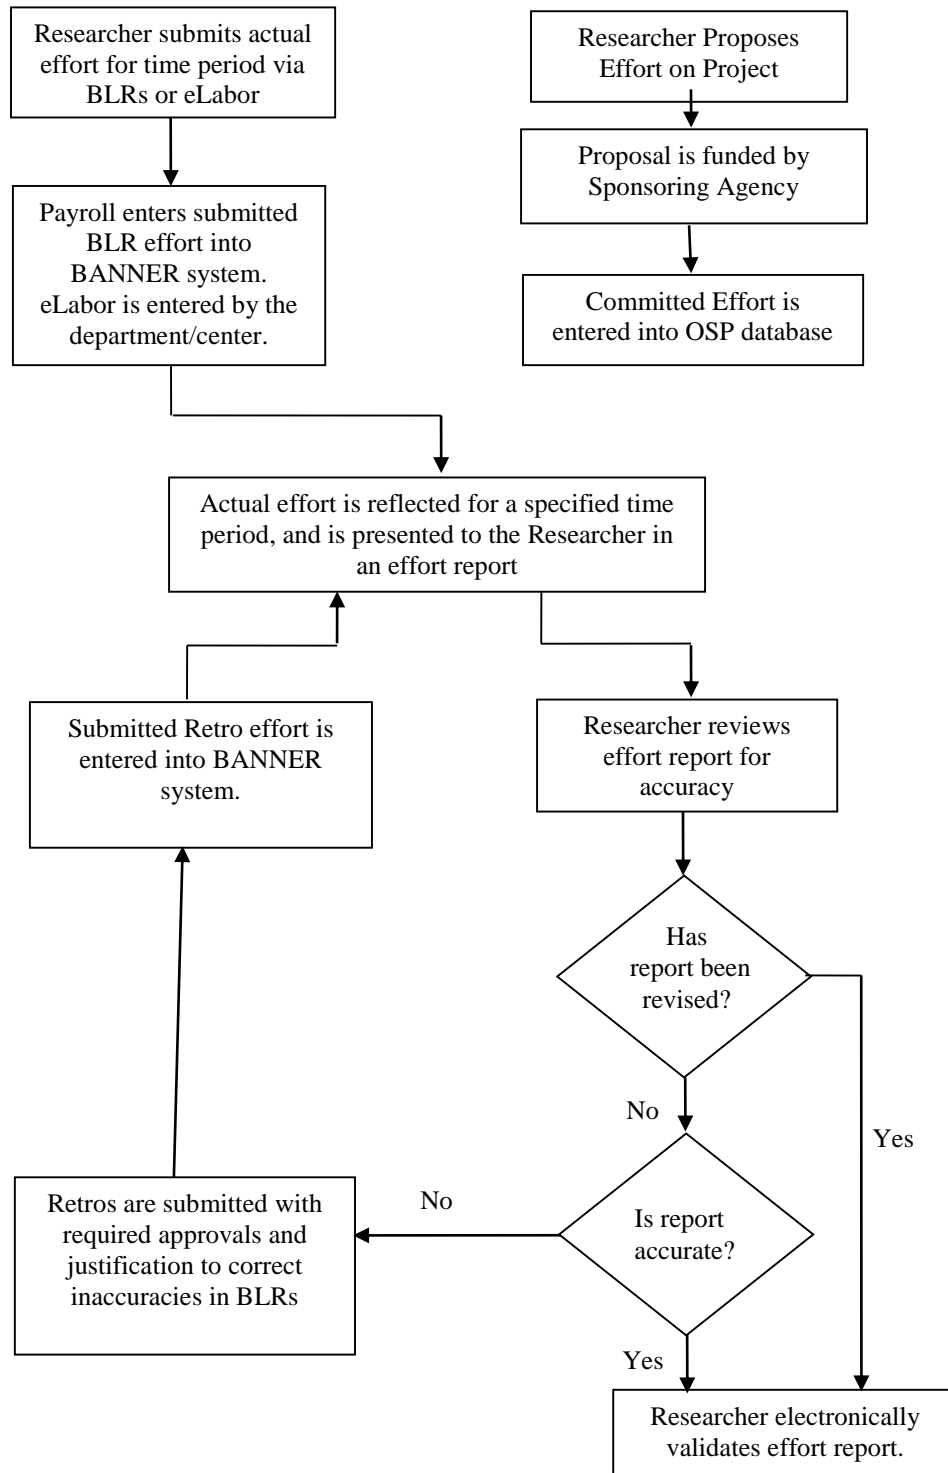 Researcher submits actual
effort for time period via
BLRs or eLabor
Researcher Proposes
Effort on Project
Proposal is funded by
Sponsoring Agency
Payroll enters submitted
BLR effort into
BANNER system.
eLabor is entered by the
department/center.
Committed Effort is
entered into OSP database
Actual effort is reflected for a specified time
period, and is presented to the Researcher in
an effort report
Submitted Retro effort is
entered into BANNER
system.
Researcher reviews
effort report for
accuracy
Has
report been
revised?
No
Yes
Retros are submitted with
required approvals and
justification to correct
inaccuracies in BLRs
No
Is report
accurate?
Yes
Researcher electronically
validates effort report.